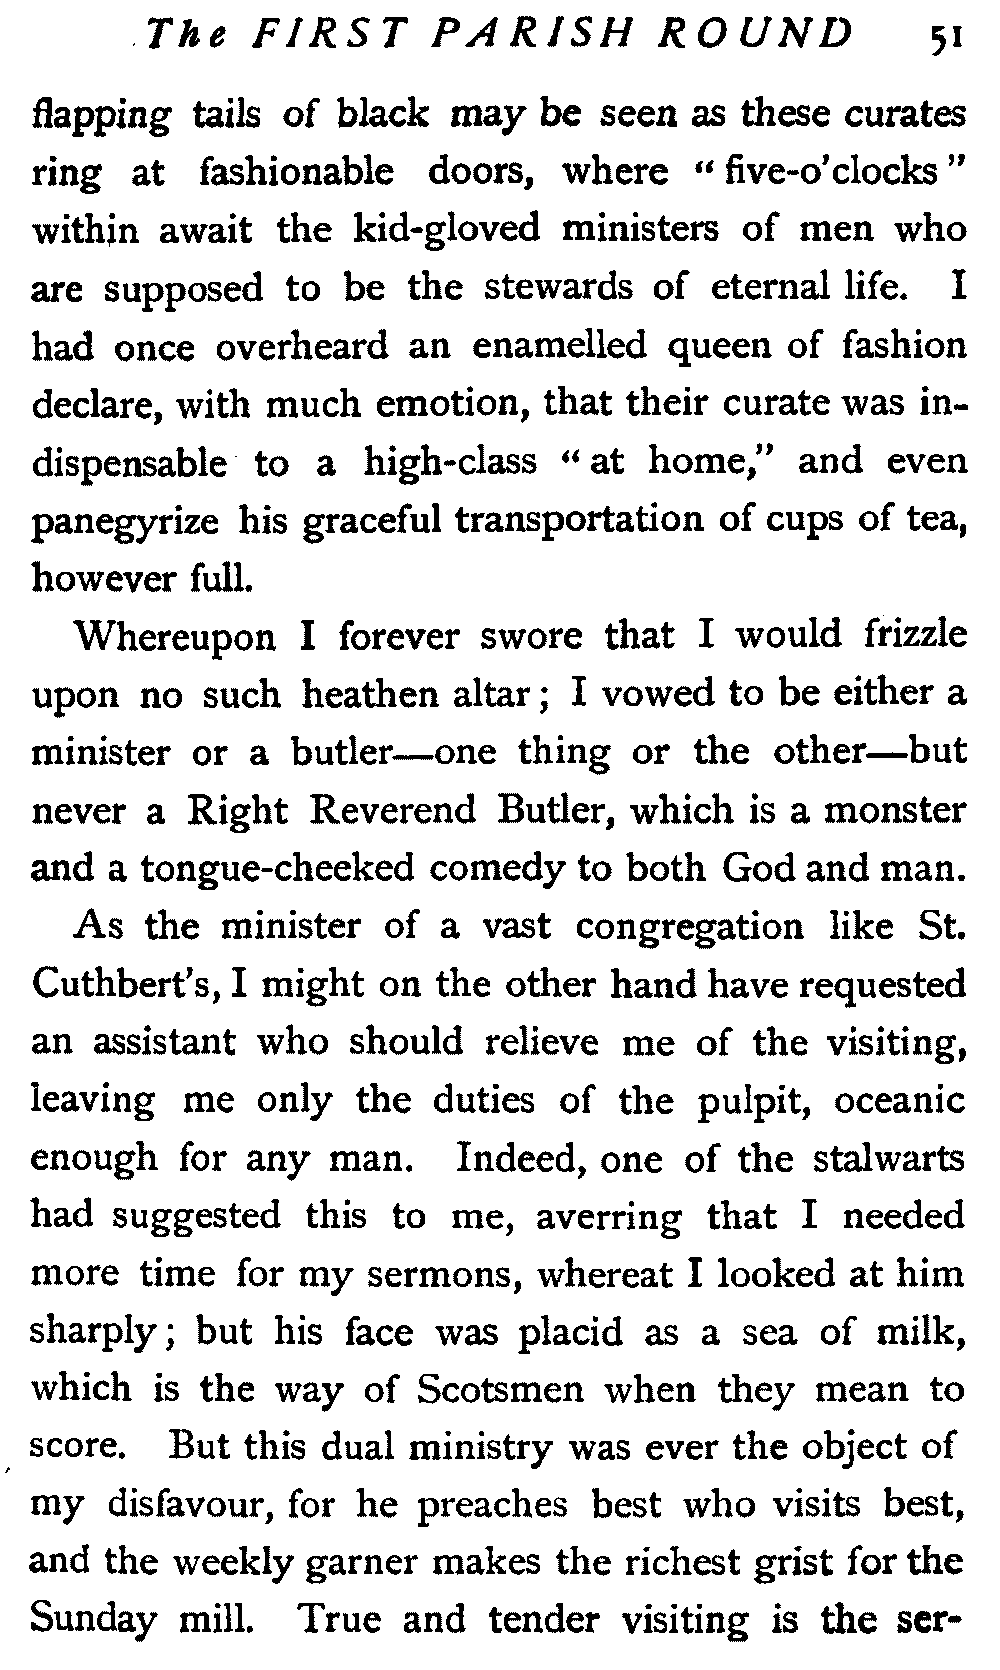 The FIRST PARISH ROUND 51
flapping tails of black may be seen as these curates
ring at fashionable doors, where “five-o’clocks”
within await the kid-gloved ministers of men who
are supposed to be the stewards of eternal life. I
had once overheard an enamelled queen of fashion
declare, with much emotion, that their curate was in-
dispensable to a high-class “at home,” and even
panegyrize his graceful transportation of cups of tea,
however full.
Whereupon I forever swore that I would frizzle
upon no such heathen altar; I vowed to be either a
minister or a butler—one thing or the other—but
never a Right Reverend Butler, which is a monster
and a tongue-cheeked comedy to both God and man.
As the minister of a vast congregation like St.
Cuthbert’s, I might on the other hand have requested
an assistant who should relieve me of the visiting,
leaving me only the duties of the pulpit, oceanic
enough for any man. Indeed, one of the stalwarts
had suggested this to me, averring that I needed
more time for my sermons, whereat I looked at him
sharply; but his face was placid as a sea of milk,
which is the way of Scotsmen when they mean to
score. But this dual ministry was ever the object of
my disfavour, for he preaches best who visits best,
and the weekly garner makes the richest grist for the
Sunday mill. True and tender visiting is the ser-